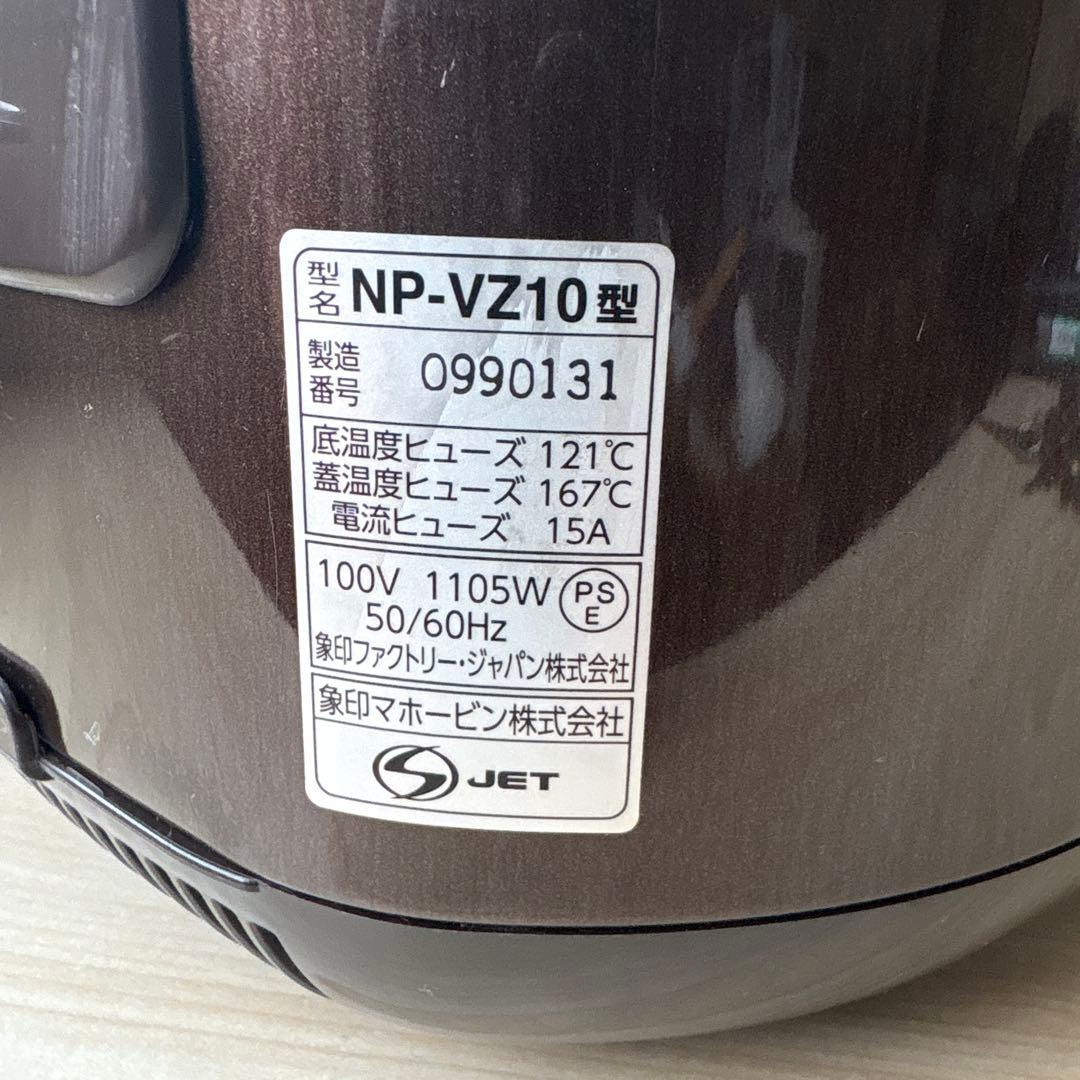 型名 NP-VZ10型
製造番号 0990131
底温度ヒューズ 121℃
蓋温度ヒューズ 167℃
電流ヒューズ 15A
100V 1105W PSE
50/60Hz
象印ファクトリー・ジャパン株式会社
象印マホービン株式会社
S JET